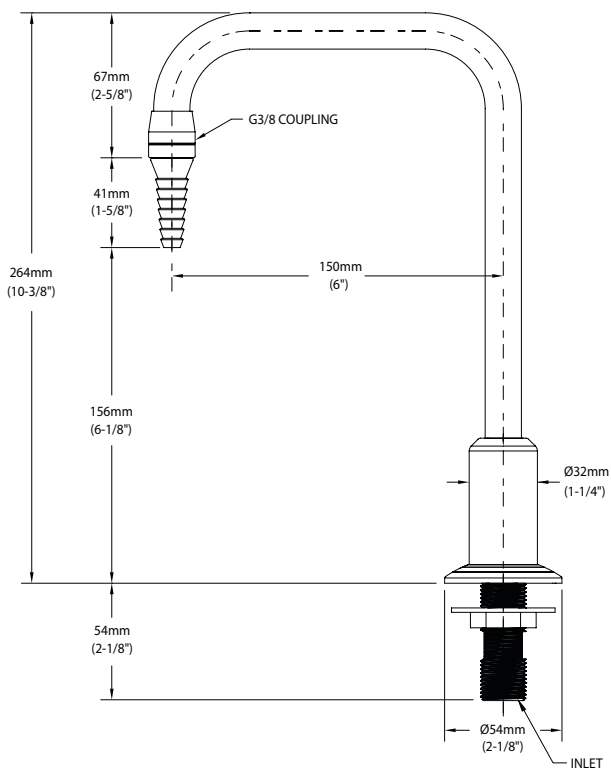 67mm
(2-5/8")
G3/8 COUPLING
41mm
(1-5/8")
264mm
(10-3/8")
150mm
(6")
156mm
(6-1/8")
Ø32mm
(1-1/4")
54mm
(2-1/8")
Ø54mm
(2-1/8")
INLET